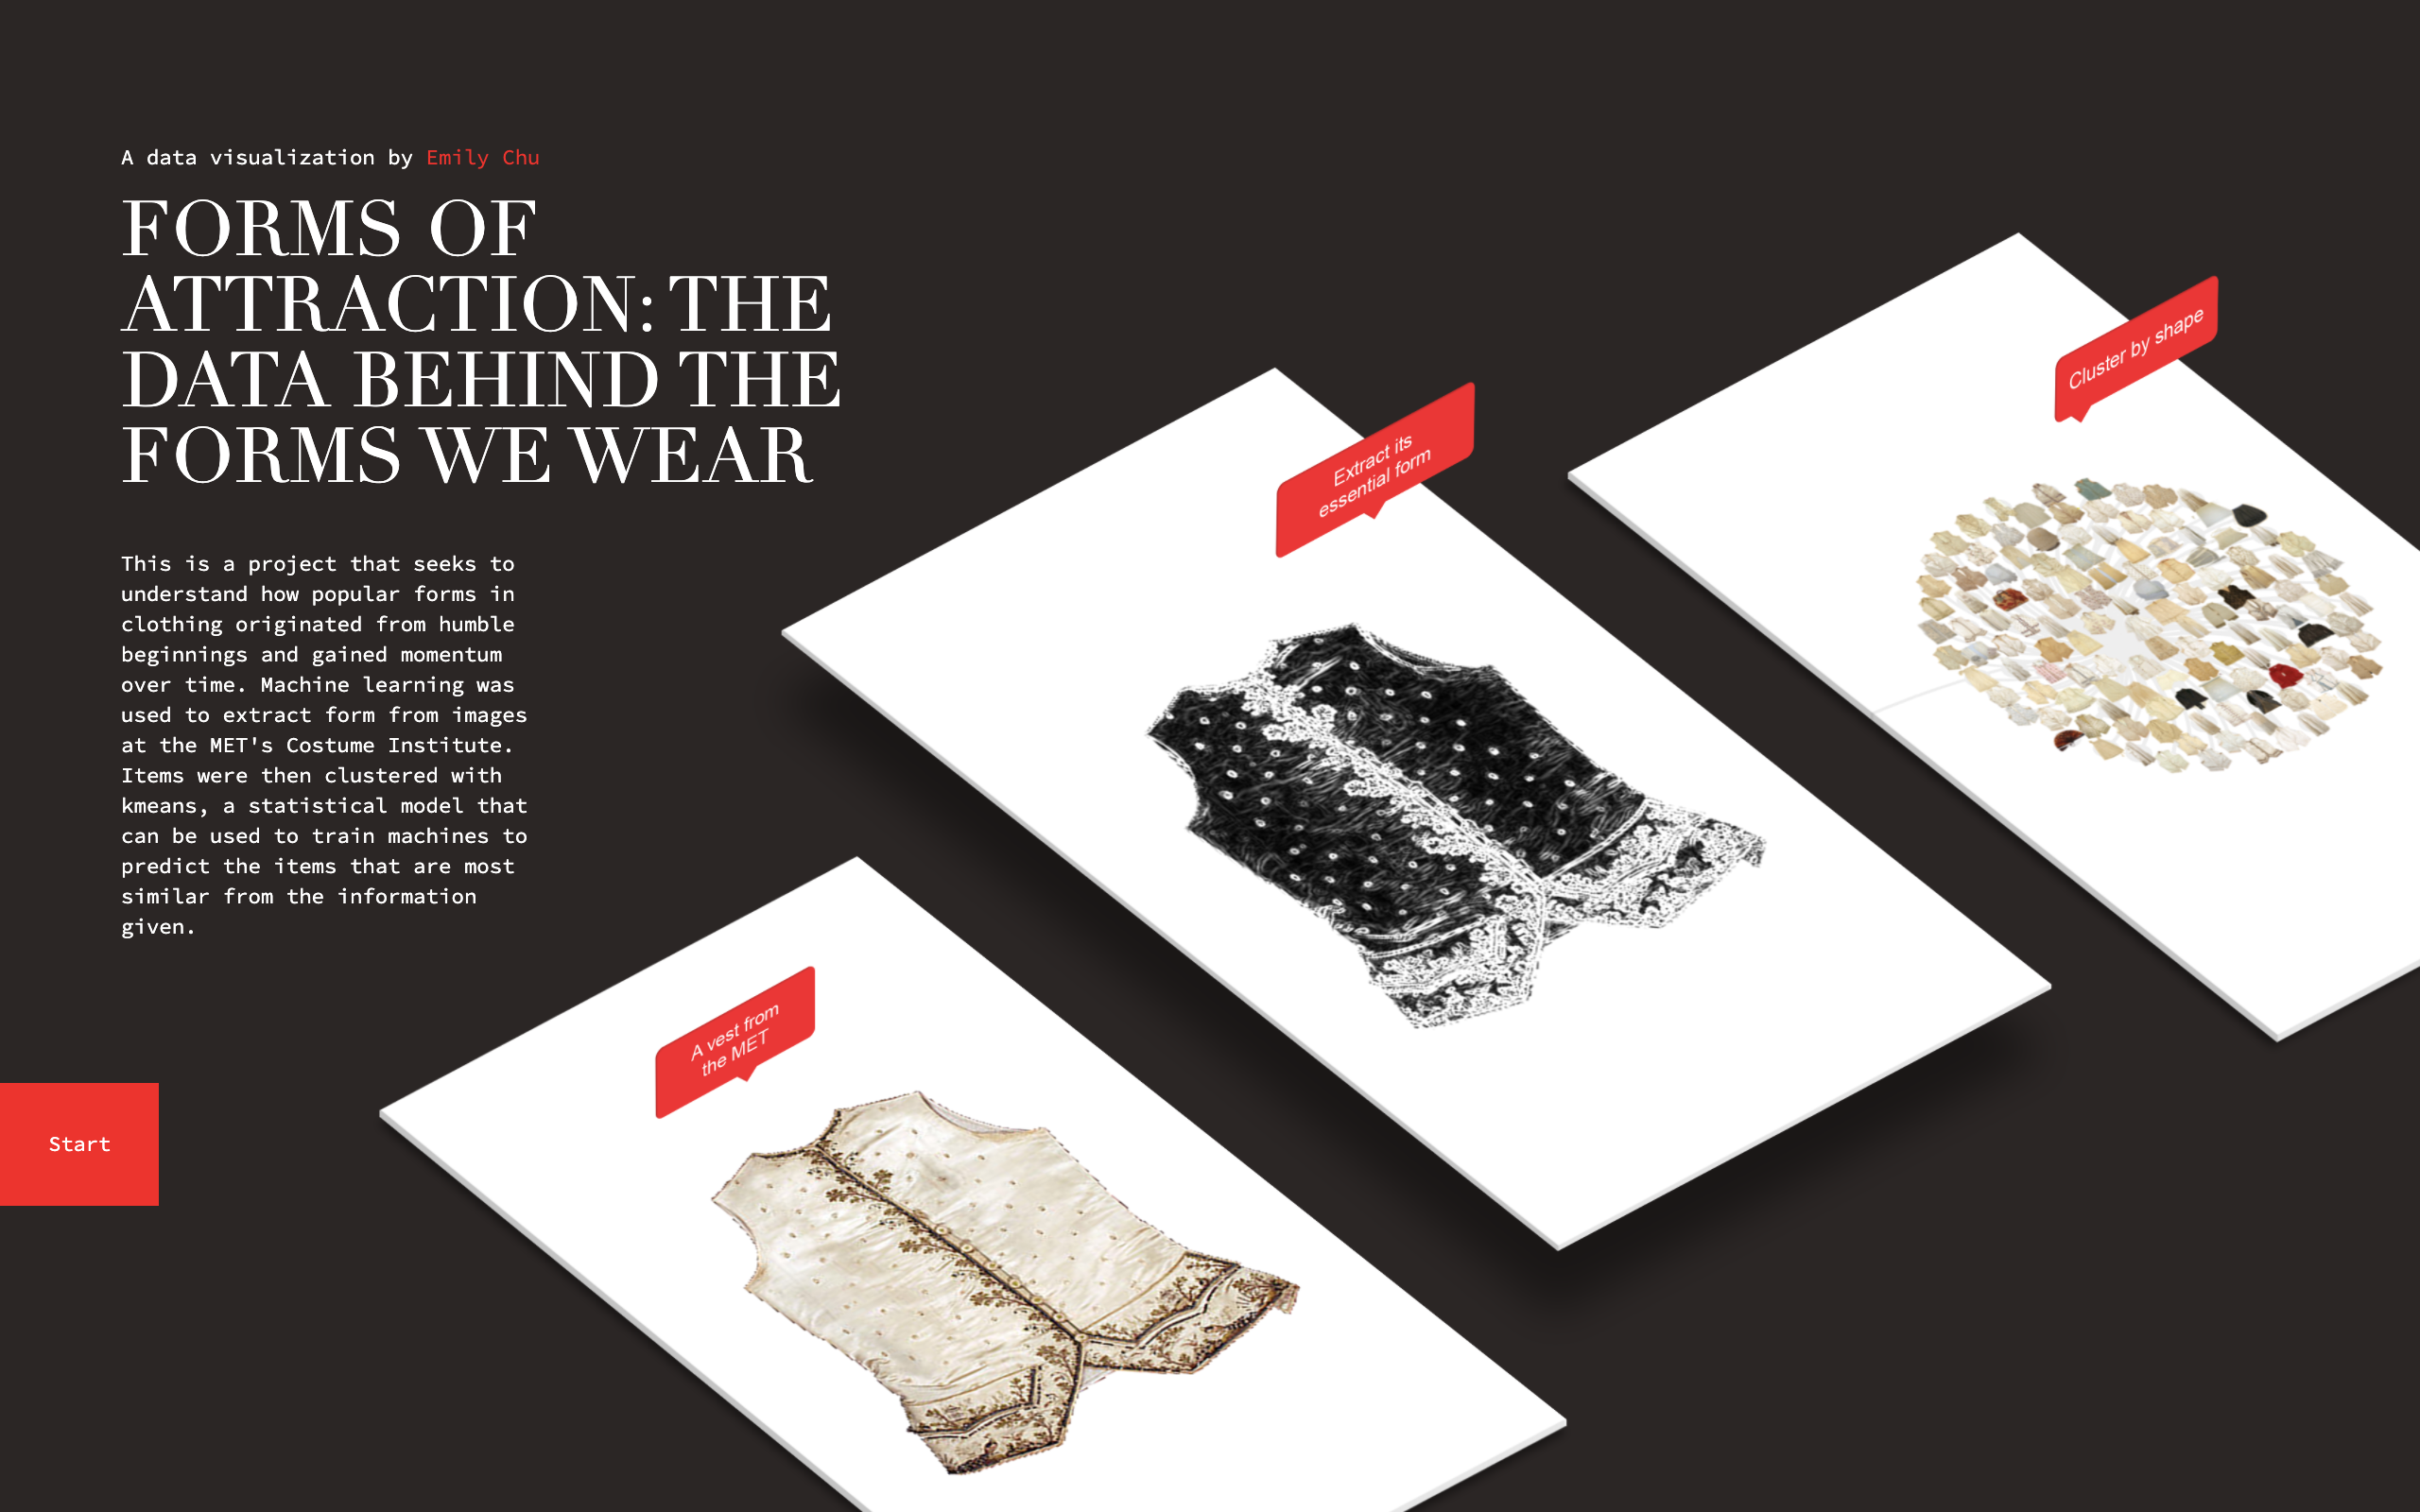 A data visualization by Emily Chu
FORMS OF
ATTRACTION: THE
DATA BEHIND THE
FORMS WE WEAR
This is a project that seeks to
understand how popular forms in
clothing originated from humble
beginnings and gained momentum
over time. Machine learning was
used to extract form from images
at the MET's Costume Institute.
Items were then clustered with
kmeans, a statistical model that
can be used to train machines to
predict the items that are most
similar from the information
given.
Start
A vest from
the MET
Extract its
essential form
Cluster by shape